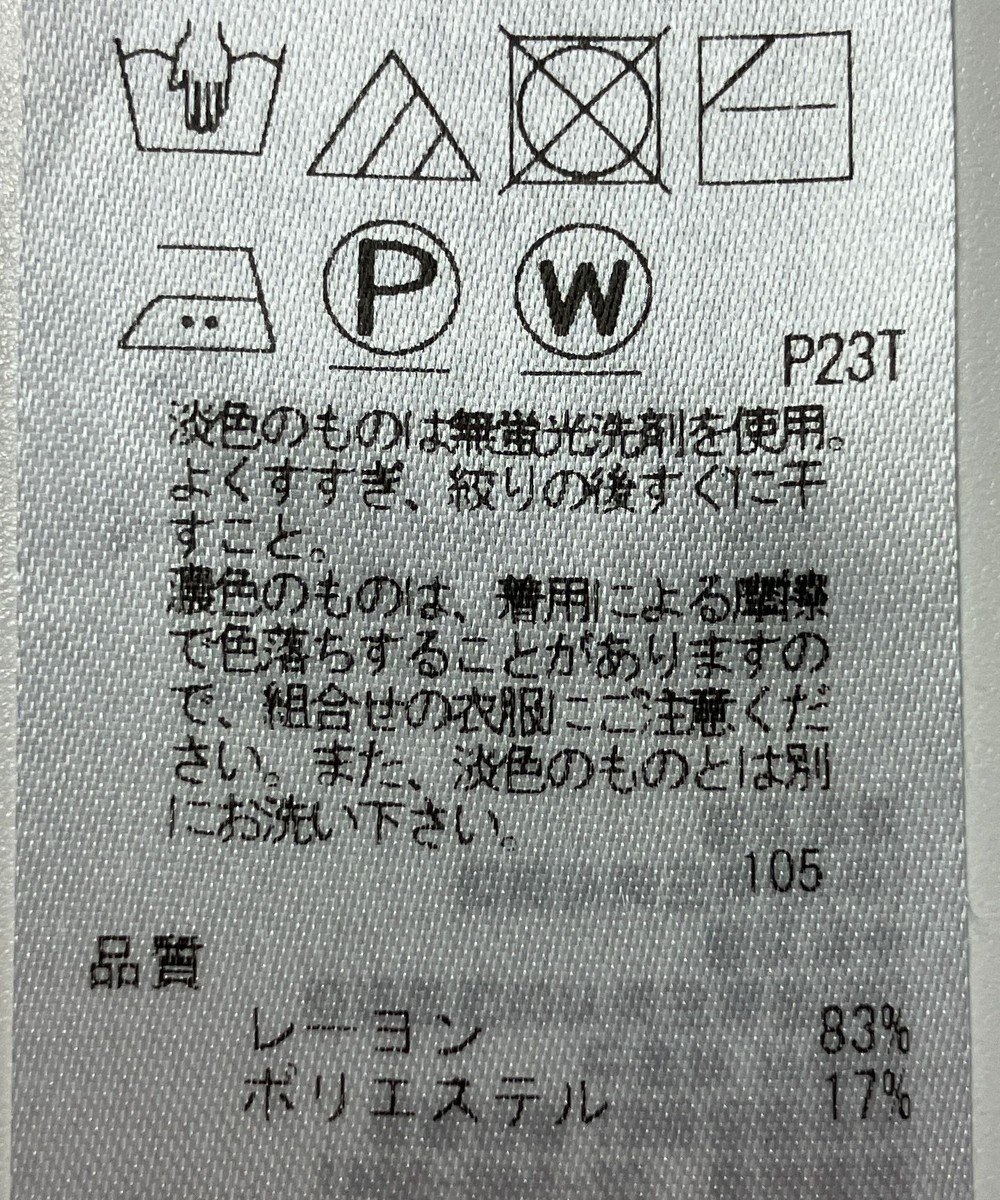 P
W
P23T
淡色のものは無蛍光洗剤を使用。
よくすすぎ、絞りの後すぐに干
すこと。
濃色のものは、着用による摩擦
で色落ちすることがありますの
で、組合せの衣服にご注意くだ
さい。また、淡色のものとは別
にお洗い下さい。
105
品質
レーヨン 83%
ポリエステル 17%